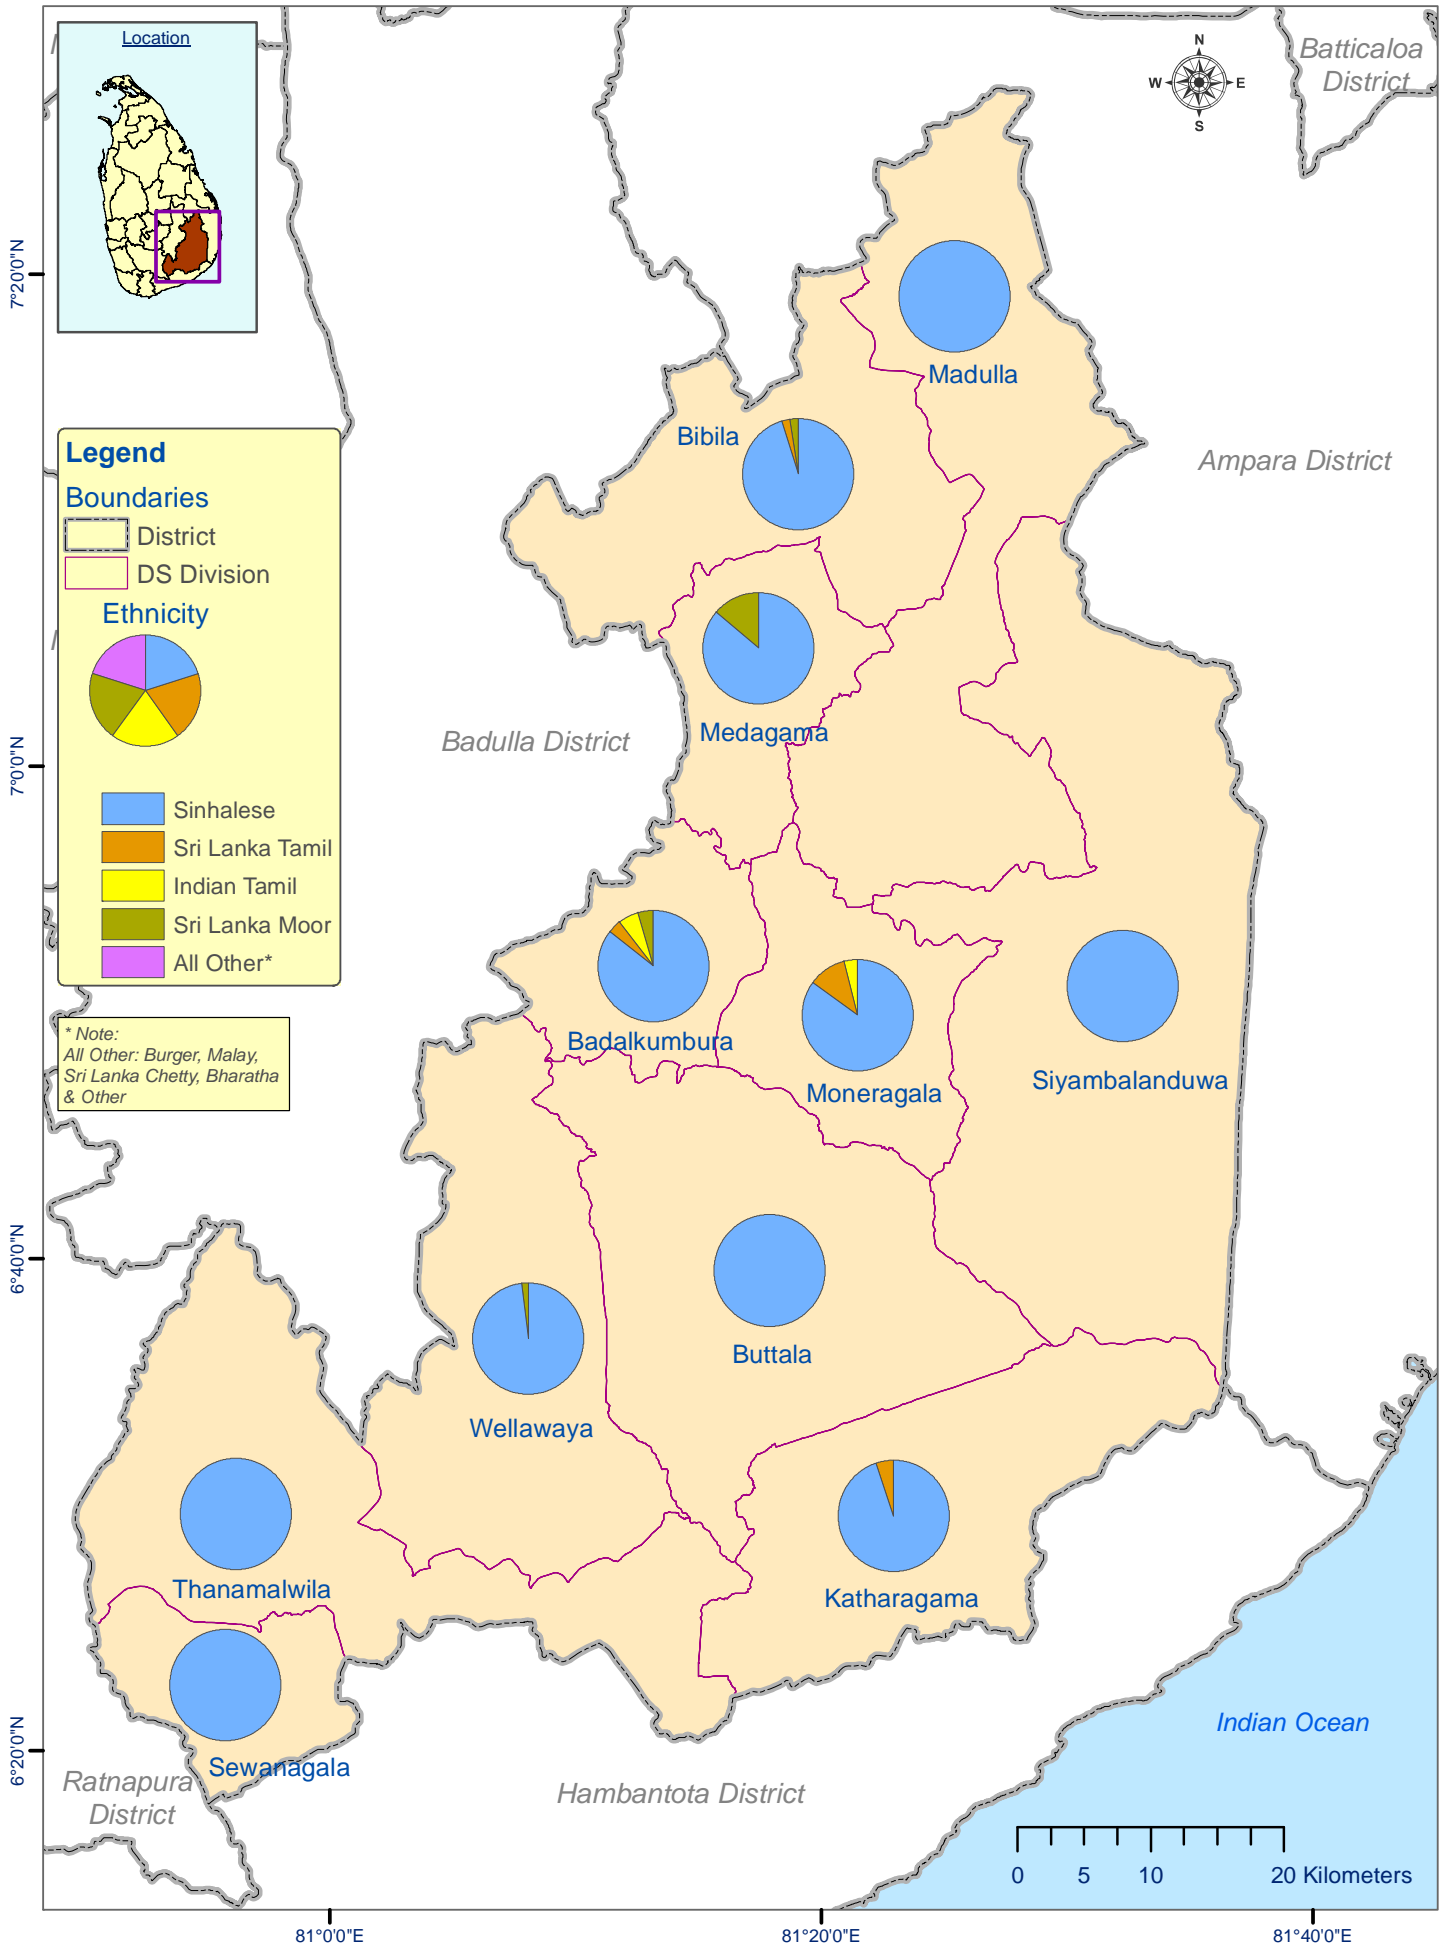 Location
N
W
E
S
Batticaloa
District
7°20'0"N
Madulla
Bibila
Ampara District
Legend
Boundaries
District
DS Division
Ethnicity
Medagama
Badulla District
7°0'0"N
Sinhalese
Sri Lanka Tamil
Indian Tamil
Sri Lanka Moor
All Other*
* Note:
All Other: Burger, Malay,
Sri Lanka Chetty, Bharatha
& Other
Badalkumbura
Moneragala
Siyambalanduwa
6°40'0"N
Buttala
Wellawaya
Thanamalwila
Katharagama
Sewanagala
6°20'0"N
Indian Ocean
Ratnapura
District
Hambantota District
0 5 10 20 Kilometers
81°0'0"E
81°20'0"E
81°40'0"E